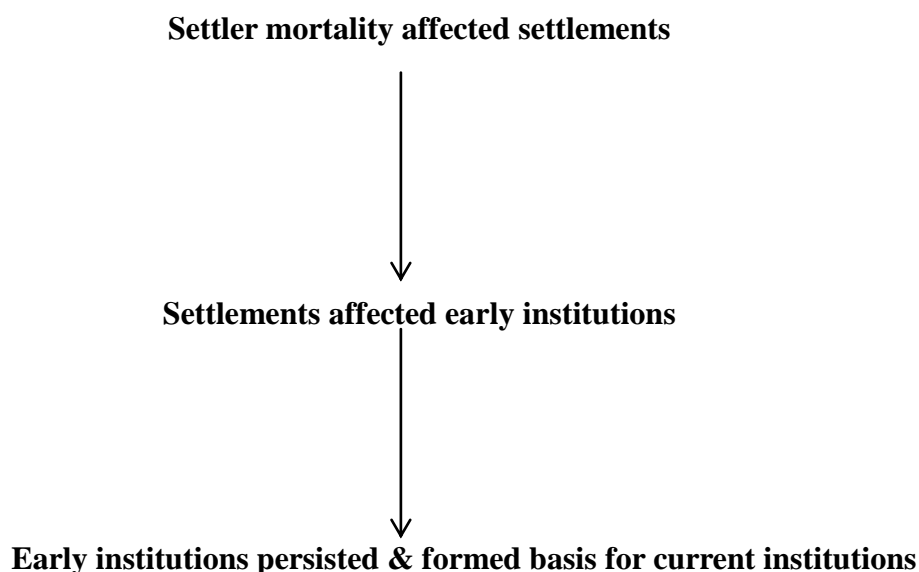 Settler mortality affected settlements
Settlements affected early institutions
Early institutions persisted & formed basis for current institutions